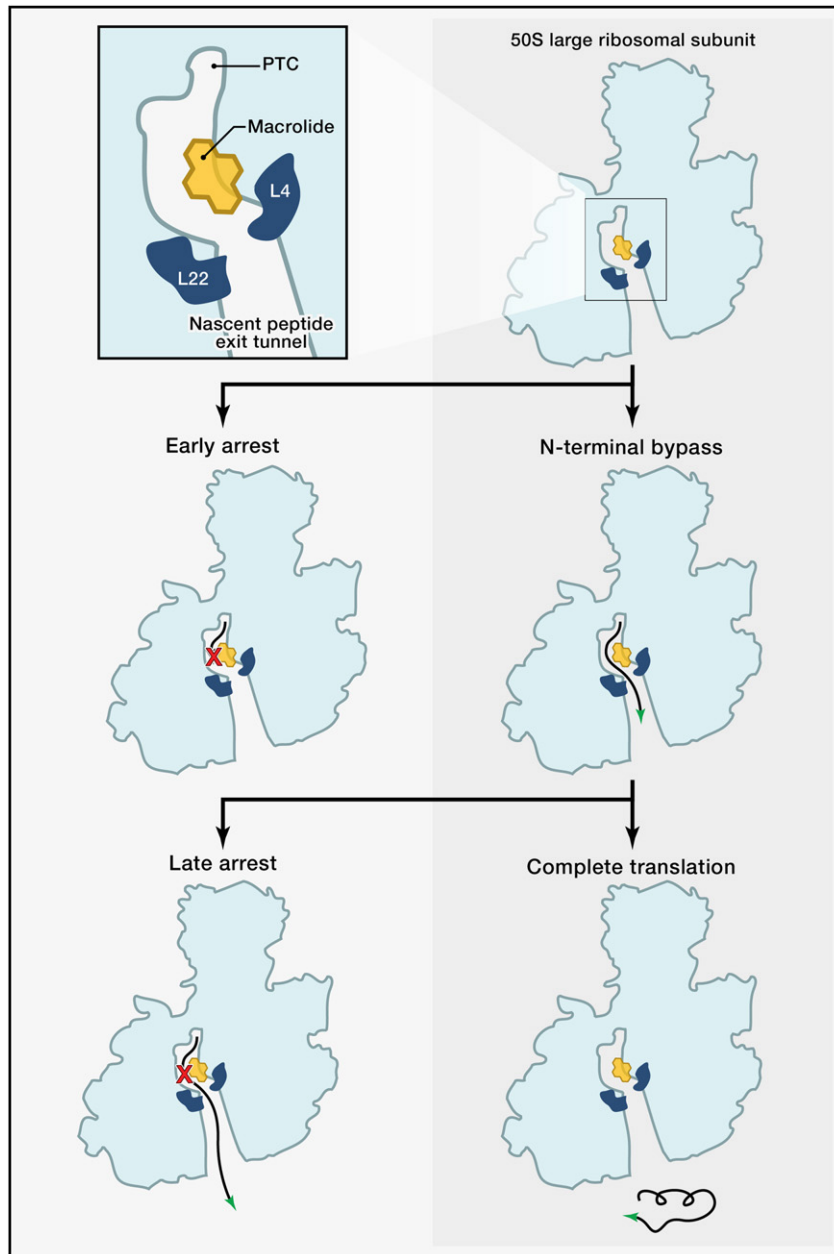 50S large ribosomal subunit
PTC
Macrolide
L4
L22
Nascent peptide
exit tunnel
Early arrest
N-terminal bypass
X
Late arrest
Complete translation
X